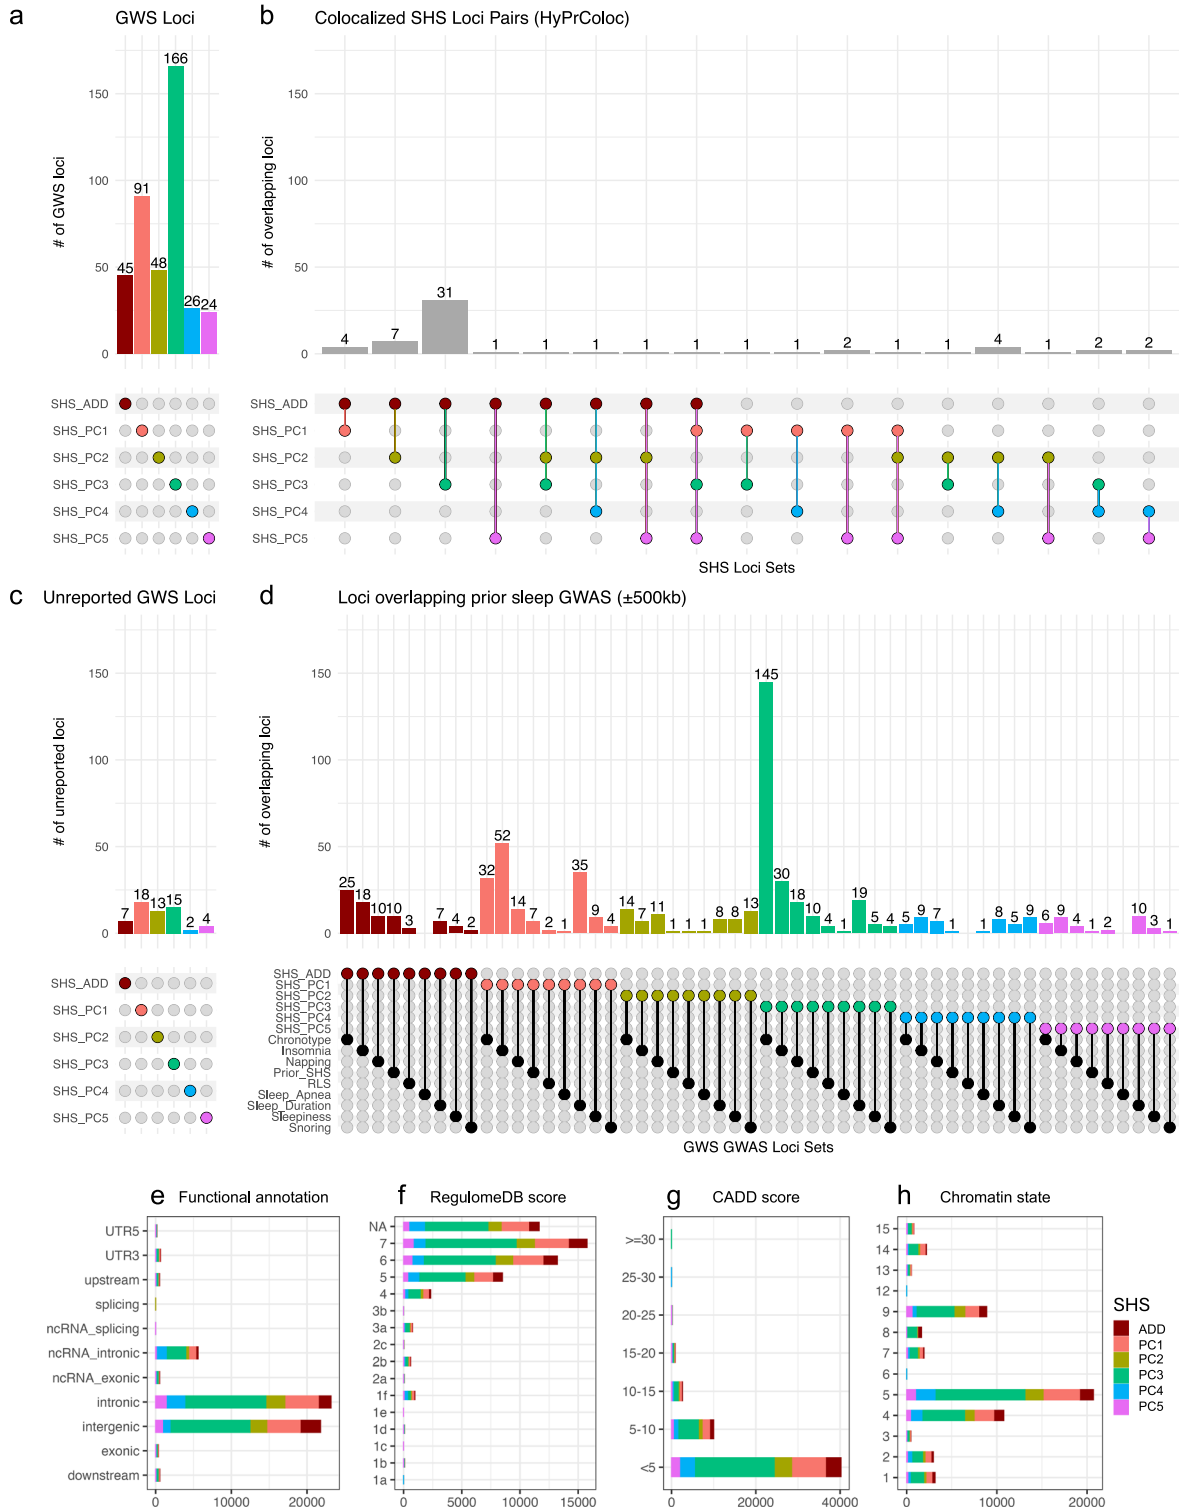 a GWS Loci
b Colocalized SHS Loci Pairs (HyPrColoc)
# of GWS loci
150
100
50
0
45 91 48 166 26 24
# of overlapping loci
150
100
50
0
4 7 31 1 1 1 1 1 1 1 2 1 1 4 1 2 2
SHS_ADD
SHS_PC1
SHS_PC2
SHS_PC3
SHS_PC4
SHS_PC5
SHS_ADD
SHS_PC1
SHS_PC2
SHS_PC3
SHS_PC4
SHS_PC5
SHS Loci Sets
c Unreported GWS Loci
d Loci overlapping prior sleep GWAS (±500kb)
# of unreported loci
150
100
50
0
7 18 13 15 2 4
# of overlapping loci
150
100
50
0
25 18 10 10 3 7 4 2 32 52 14 7 2 1 35 9 4 14 7 11 1 1 1 8 8 13 145 30 18 10 4 1 19 5 4 5 9 7 1 1 8 5 9 6 9 4 1 2 10 3 1
SHS_ADD
SHS_PC1
SHS_PC2
SHS_PC3
SHS_PC4
SHS_PC5
SHS_ADD
SHS_PC1
SHS_PC2
SHS_PC3
SHS_PC4
SHS_PC5
Chronotype
Insomnia
Napping
Prior_SHS
RLS
Sleep_Apnea
Sleep_Duration
Sleepiness
Snoring
GWS GWAS Loci Sets
e Functional annotation
UTR5
UTR3
upstream
splicing
ncRNA_splicing
ncRNA_intronic
ncRNA_exonic
intronic
intergenic
exonic
downstream
0 10000 20000
f RegulomeDB score
NA
7
6
5
4
3b
3a
2c
2b
2a
1f
1e
1d
1c
1b
1a
0 5000 10000 15000
g CADD score
>=30
25-30
20-25
15-20
10-15
5-10
<5
0 20000 40000
h Chromatin state
15
14
13
12
9
8
7
6
5
4
3
2
1
0 10000 20000
SHS
ADD
PC1
PC2
PC3
PC4
PC5